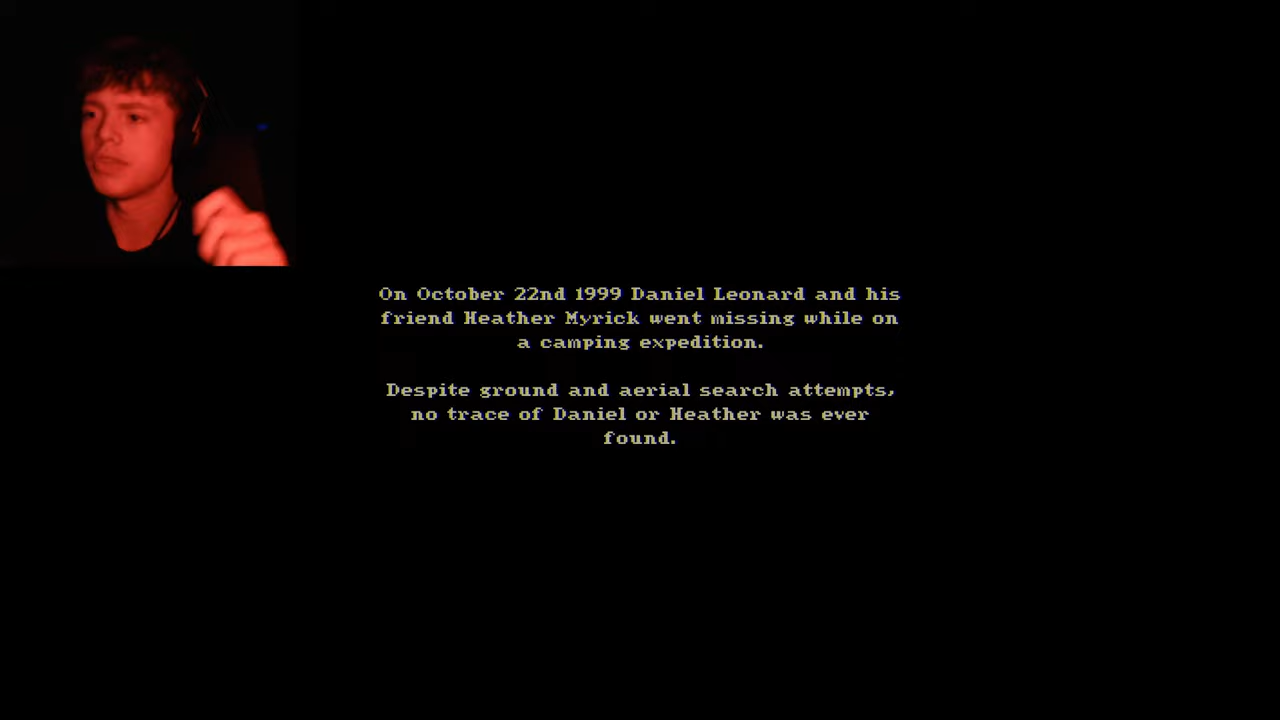 On October 22nd 1999 Daniel Leonard and his
friend Heather Myrick went missing while on
a camping expedition.
Despite ground and aerial search attempts,
no trace of Daniel or Heather was ever
found.